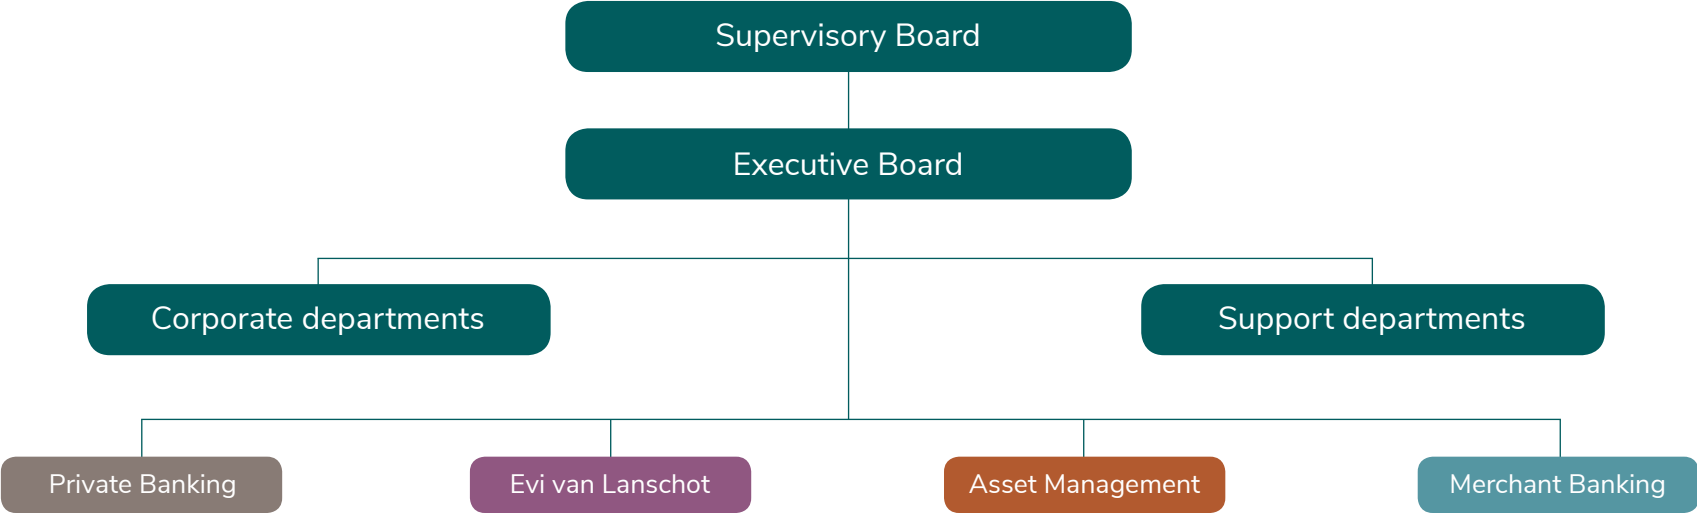 Supervisory Board
Executive Board
Corporate departments
Support departments
Private Banking
Evi van Lanschot
Asset Management
Merchant Banking